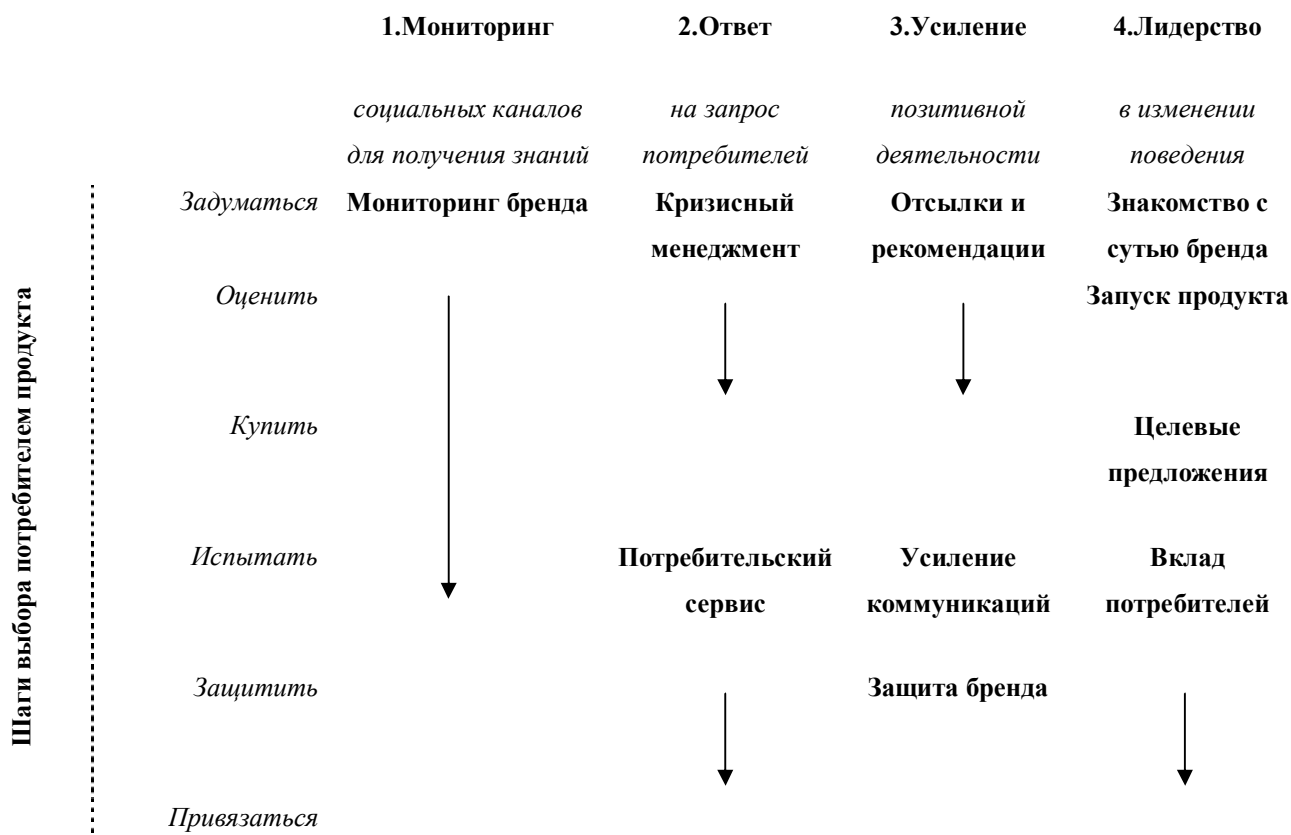 1.Мониторинг 2.Ответ 3.Усиление 4.Лидерство
социальных каналов на запрос позитивной в изменении
для получения знаний потребителей деятельности поведения
Задуматься Мониторинг бренда Кризисный Отсылки и Знакомство с
менеджмент рекомендации сутью бренда
Оценить Запуск продукта
Купить Целевые
предложения
Испытать Потребительский Усиление Вклад
сервис коммуникаций потребителей
Защитить Защита бренда
Привязаться
Шаги выбора потребителем продукта